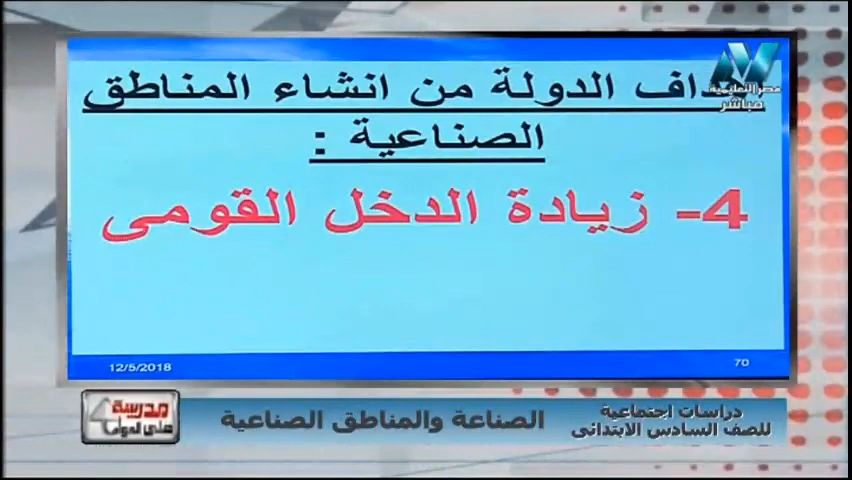 داف الدولة من انشاء المناطق
الصناعية :
4- زيادة الدخل القومى
12/5/2018
70
مصر التعليمية
مباشر
دراسات اجتماعية
للصف السادس الابتدائى
الصناعة والمناطق الصناعية
مدرسة
على الهواء